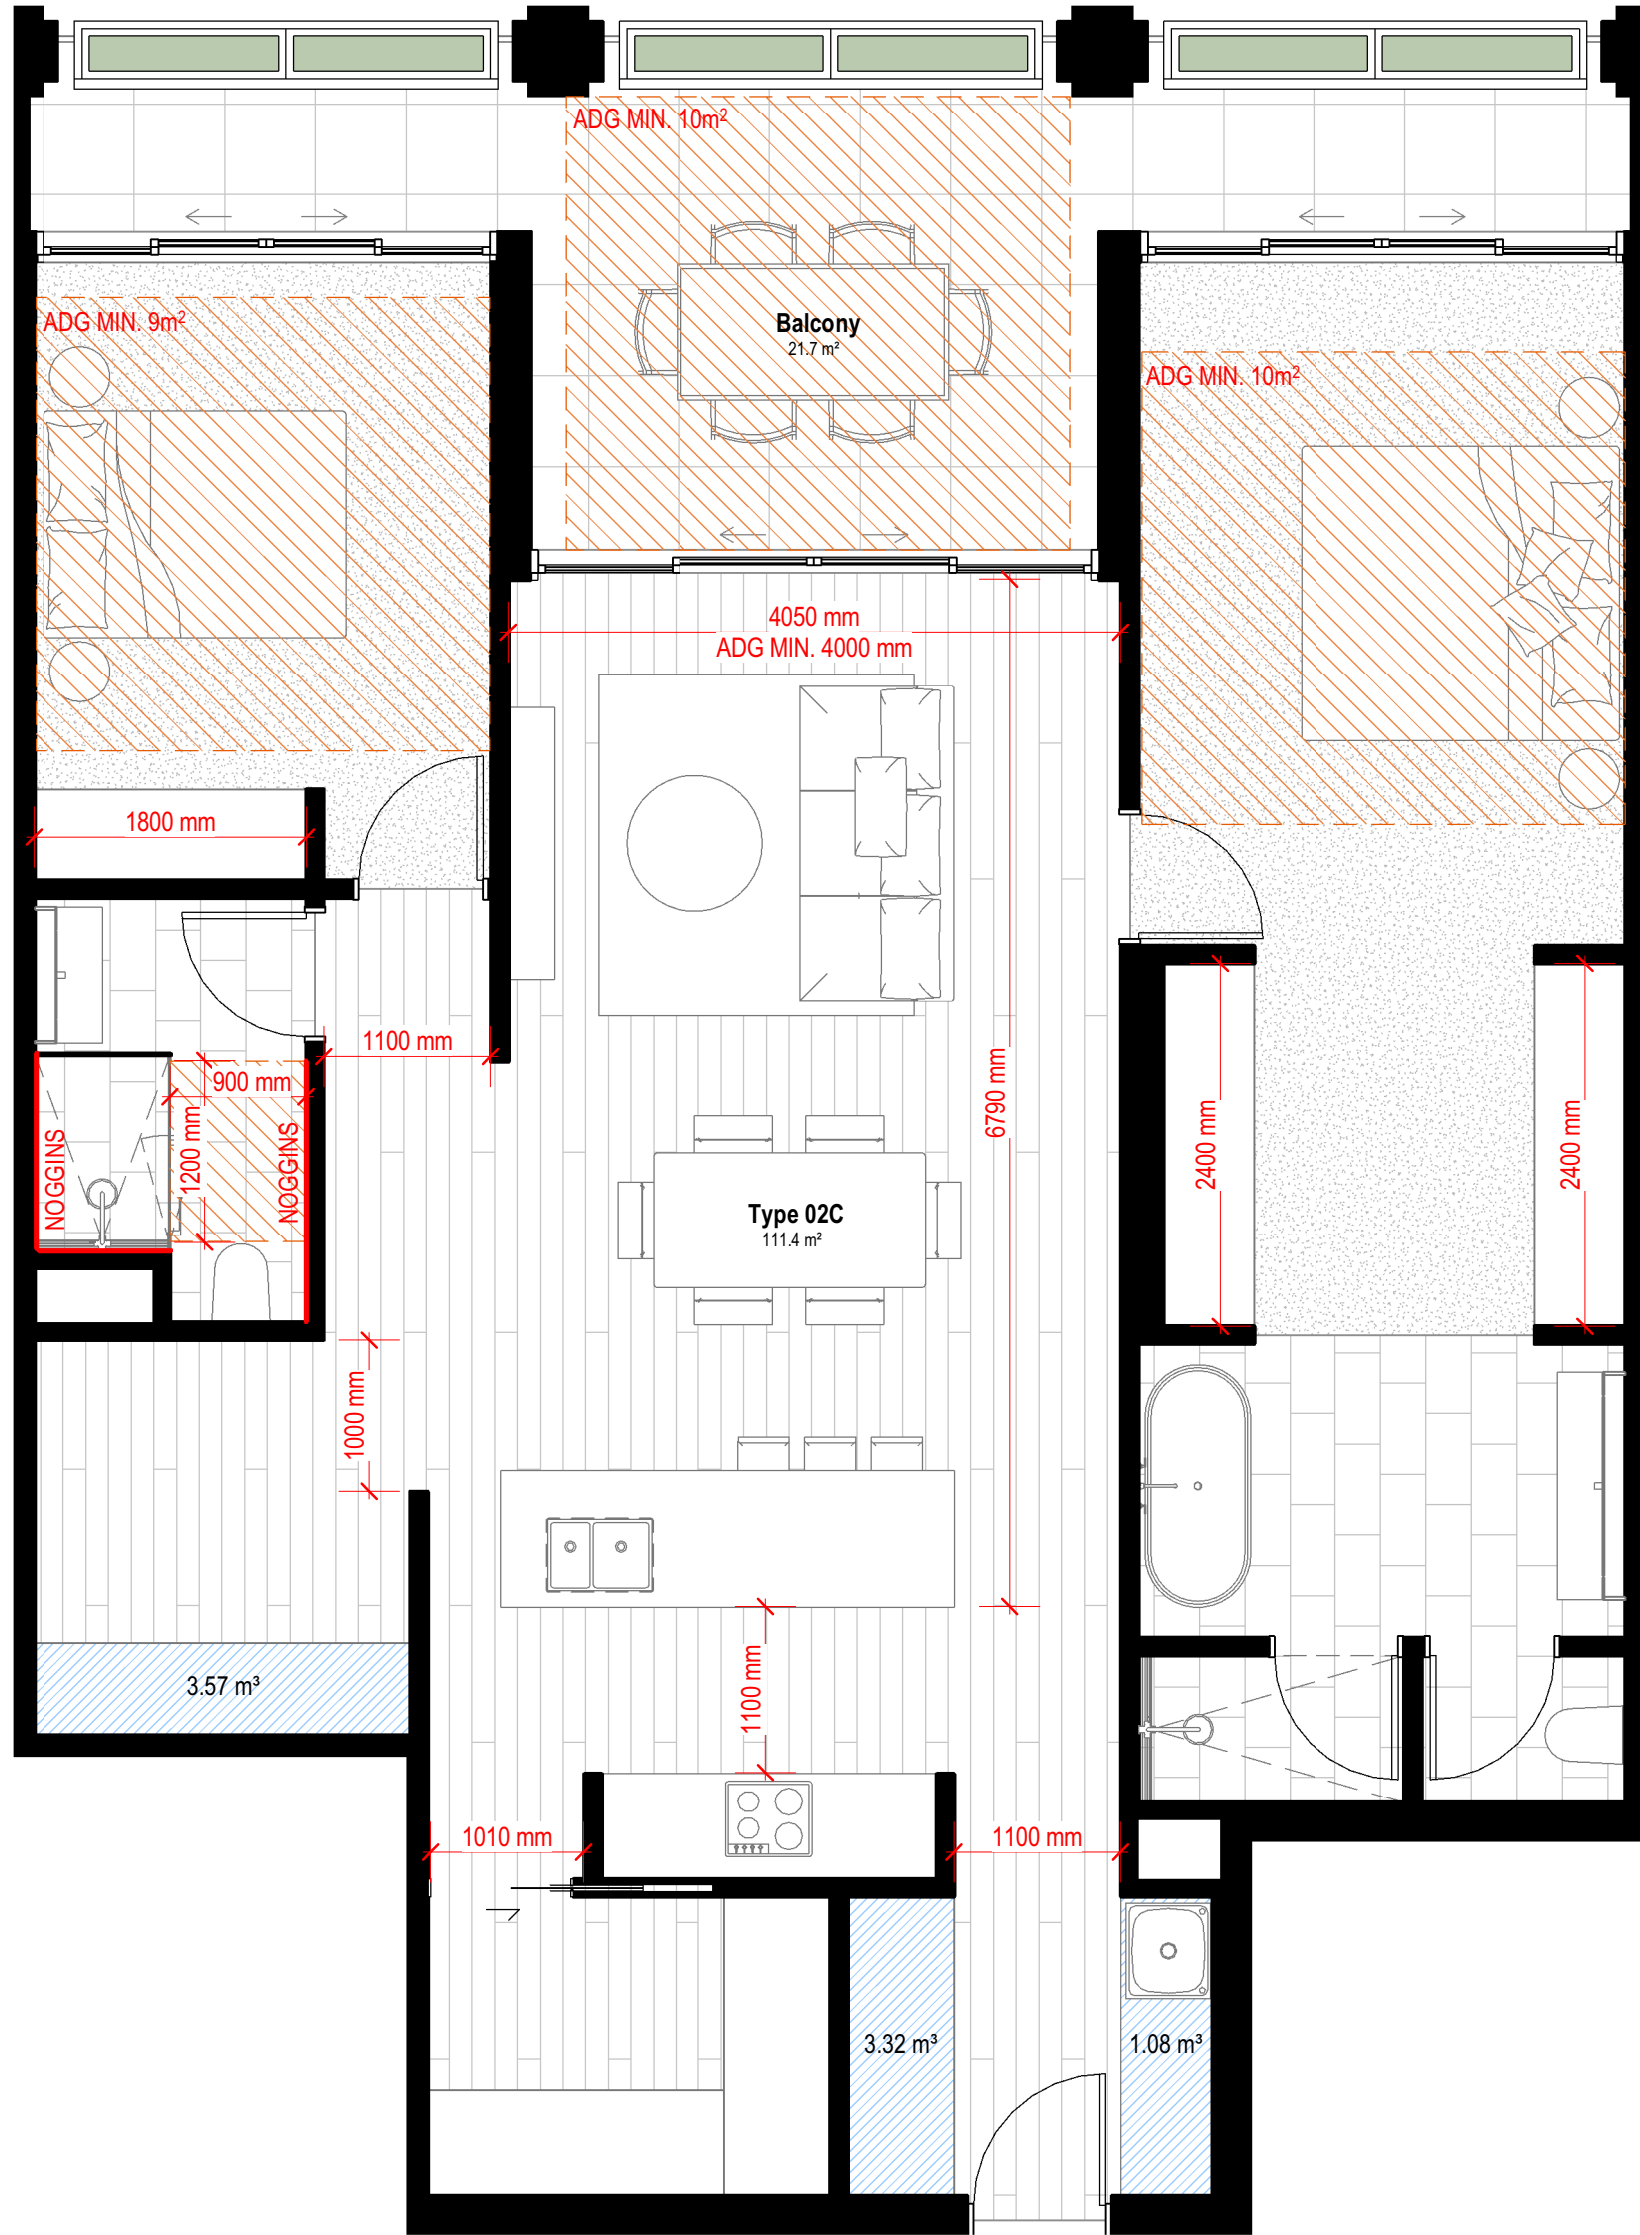 ADG MIN. 10m²
ADG MIN. 9m²
Balcony
21.7 m²
ADG MIN. 10m²
4050 mm
ADG MIN. 4000 mm
1800 mm
1100 mm
900 mm
1200 mm
NOGGINS
NOGGINS
6790 mm
2400 mm
2400 mm
Type 02C
111.4 m²
1000 mm
3.57 m³
1100 mm
1010 mm
1100 mm
3.32 m³
1.08 m³